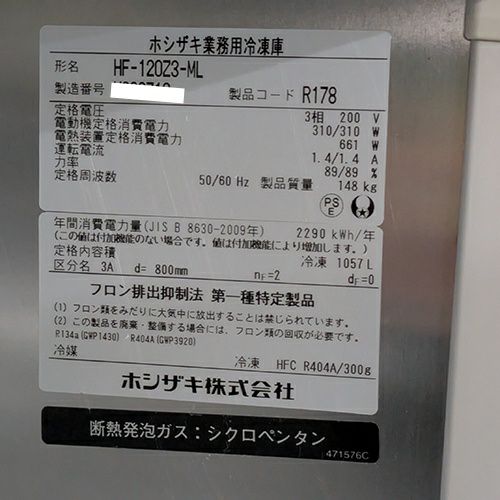 ホシザキ業務用冷凍庫
形名 HF-120Z3-ML
製造番号
製品コード R178
定格電圧 3相 200 V
電動機定格消費電力 310/310 W
電熱装置定格消費電力 661 W
運転電流 1.4/1.4 A
力率 89/89 %
定格周波数 50/60 Hz 製品質量 148 kg
PS
E
年間消費電力量(JIS B 8630-2009年) 2290 kWh/年
(この値は付加機能のない場合です。値は付加機能により増加します。)
定格内容積 冷凍 1057L
区分名 3A d= 800mm nF=2 dF=0
フロン排出抑制法 第一種特定製品
(1) フロン類をみだりに大気中に放出することは禁じられています。
(2) この製品を廃棄・整備する場合には、フロン類の回収が必要です。
R134a(GWP1430) R404A(GWP3920)
冷媒 冷凍 HFC R404A/300g
ホシザキ株式会社
断熱発泡ガス:シクロペンタン
471576C